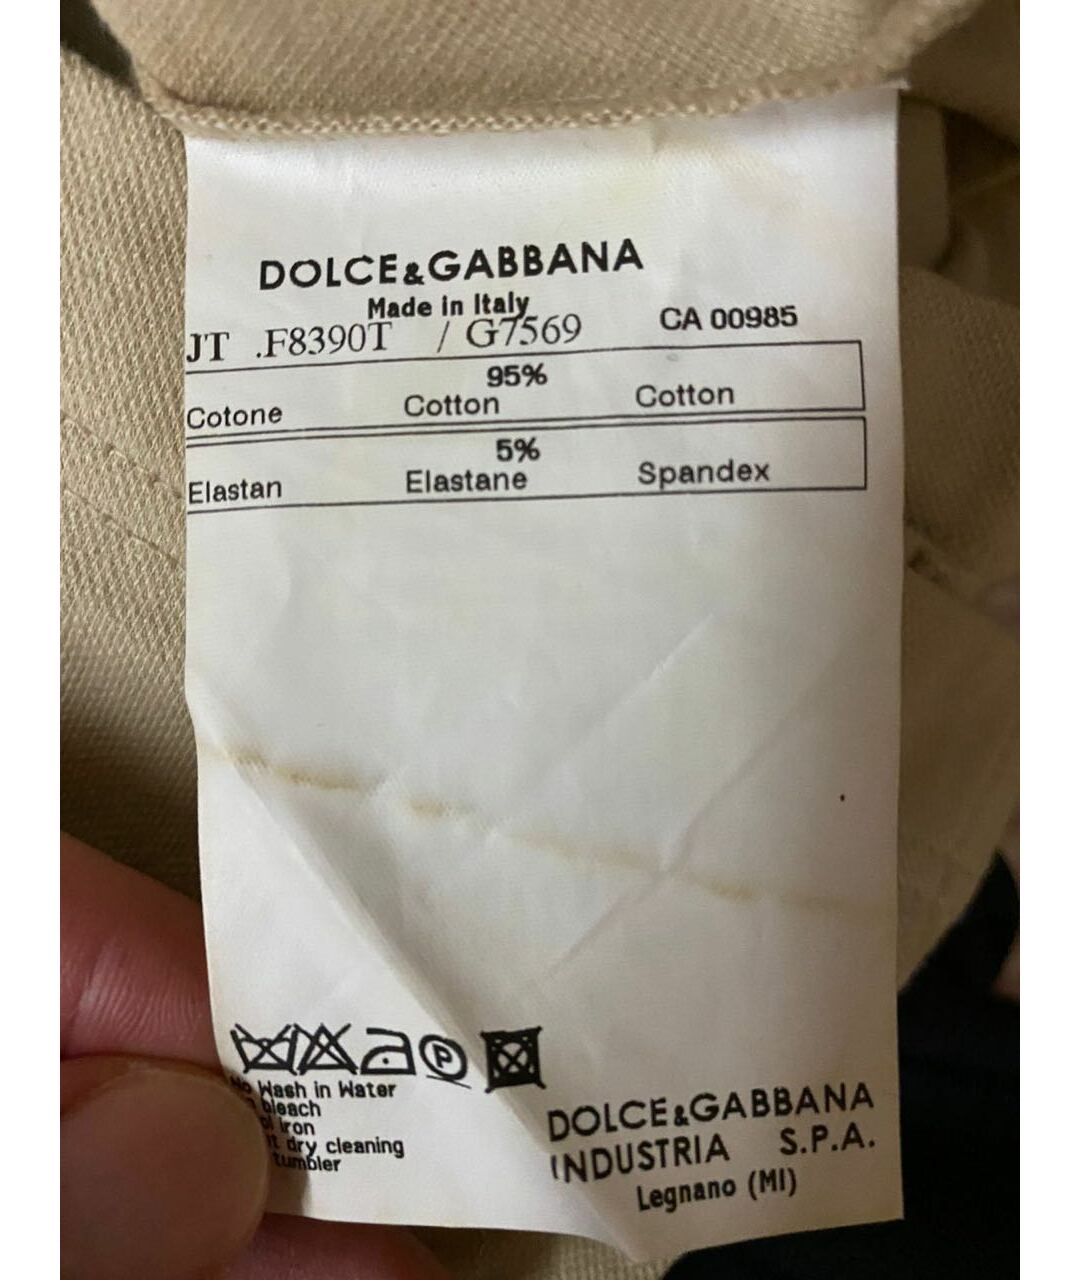 DOLCE&GABBANA
Made in Italy
JT .F8390T / G7569 CA 00985
95%
Cotone Cotton Cotton
5%
Elastan Elastane Spandex
P
Wash in Water
bleach
iron
dry cleaning
tumbler
DOLCE&GABBANA
INDUSTRIA S.P.A.
Legnano (MI)